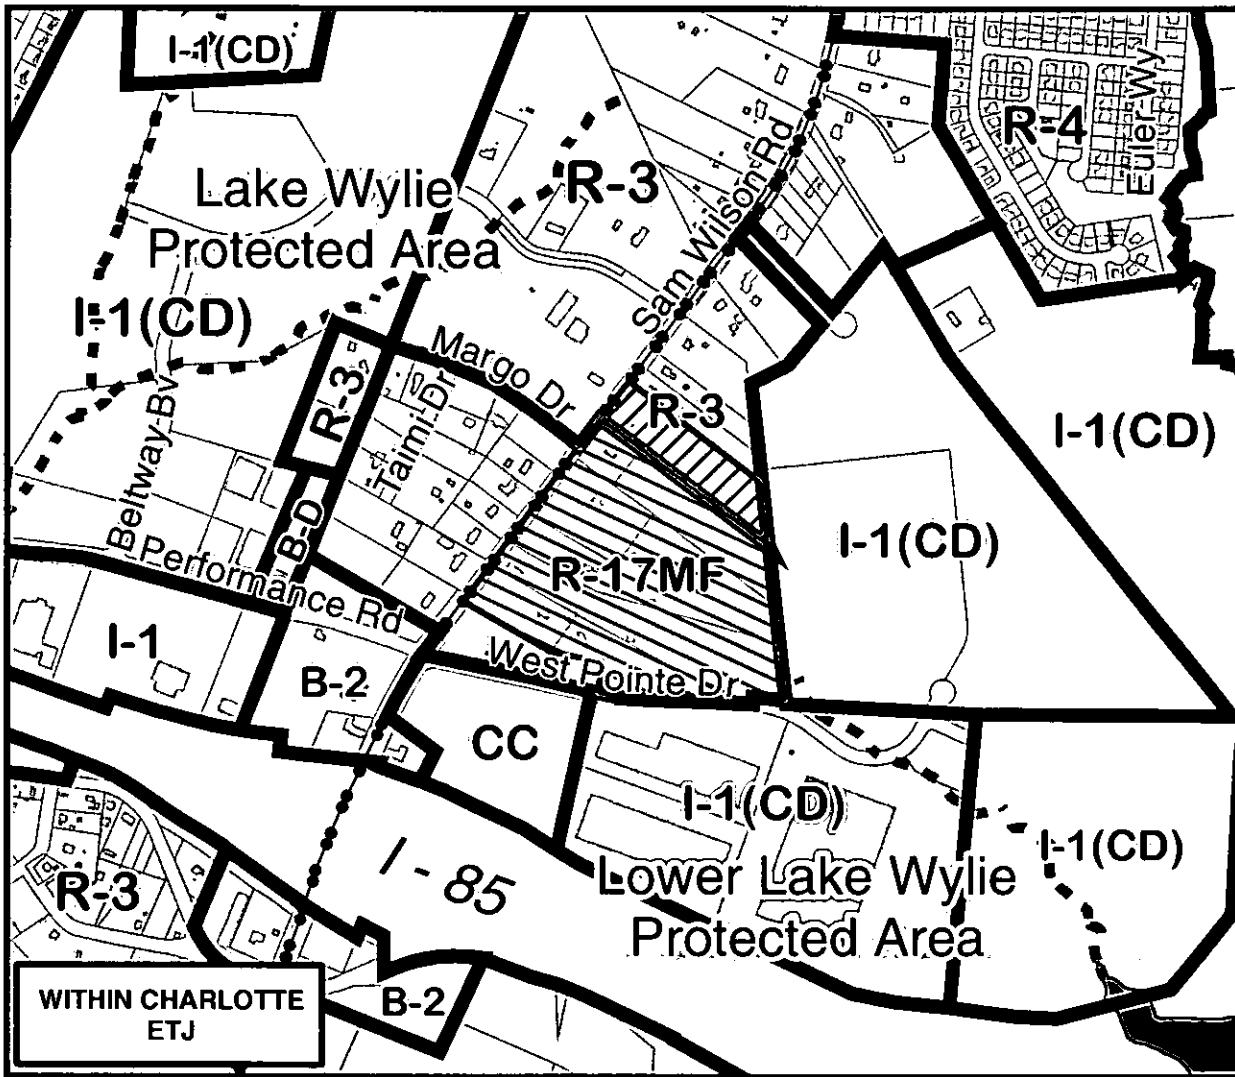 I-1(CD)
R-4
Euler Wy
Lake Wylie
Protected Area
R-3
Sam Wilson Rd
I-1(CD)
Margo Dr
R-3
Taimi Dr
R-3
I-1(CD)
Beltway Bv
B-D
I-1(CD)
Performance Rd
R-17MF
I-1
B-2
West Pointe Dr
CC
I-1(CD)
I-1(CD)
I - 85
R-3
Lower Lake Wylie
Protected Area
B-2
WITHIN CHARLOTTE
ETJ